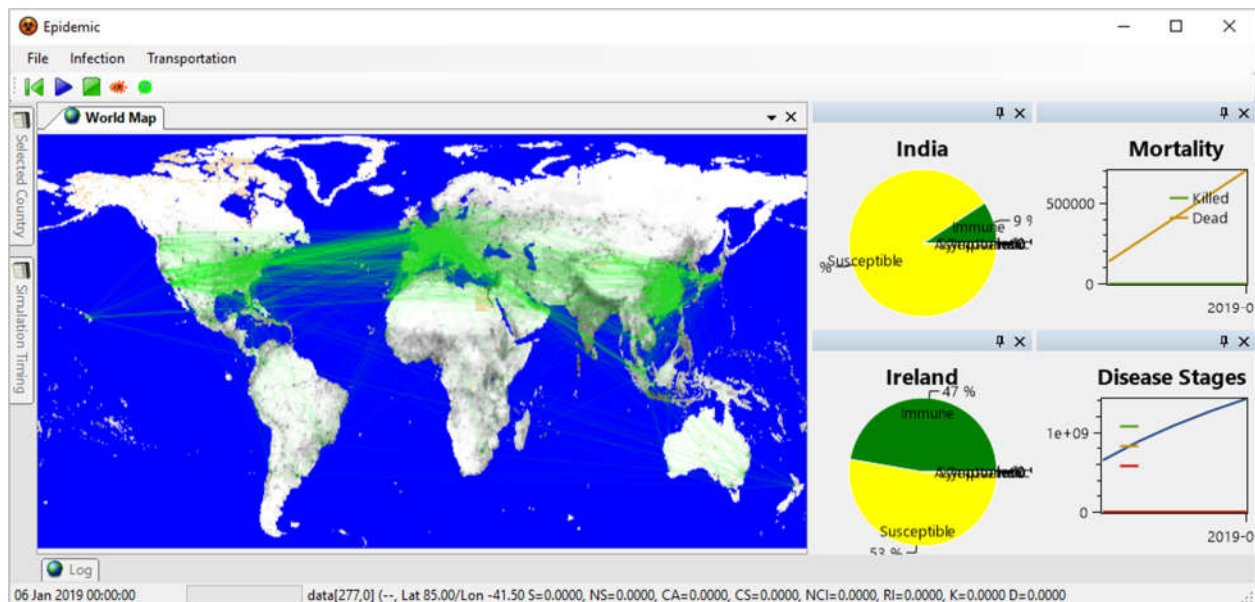 Epidemic
File Infection Transportation
World Map
Selected Country
Simulation Timing
India
9 %
Immune
Susceptible
%
Mortality
500000
Killed
Dead
0
2019-0
Ireland
47 %
Immune
Susceptible
53 %
Disease Stages
1e+09
0
2019-0
Log
06 Jan 2019 00:00:00 data[277,0] (--, Lat 85.00/Lon -41.50 S=0.0000, NS=0.0000, CA=0.0000, CS=0.0000, NCI=0.0000, RI=0.0000, K=0.0000 D=0.0000